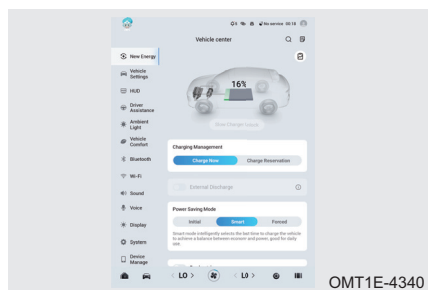 No service 00:18
Vehicle center
New Energy
16%
Vehicle
Settings
HUD
Driver
Assistance
Ambient
Light
Vehicle
Comfort
Charging Management
Charge Now
Charge Reservation
Bluetooth
Wi-Fi
External Discharge
Sound
Voice
Power Saving Mode
Display
Initial
Smart
Forced
System
Smart mode intelligently selects the best time to charge the vehicle
to achieve a balance between economy and power, good for daily
use.
Device
Manage
< LO >
< LO >
OMT1E-4340